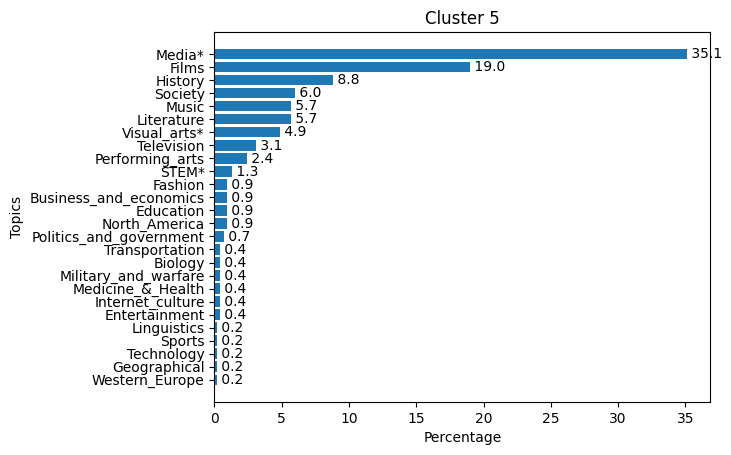 Cluster 5
Media* 35.1
Films 19.0
History 8.8
Society 6.0
Music 5.7
Literature 5.7
Visual_arts* 4.9
Television 3.1
Performing_arts 2.4
STEM* 1.3
Fashion 0.9
Business_and_economics 0.9
Education 0.9
North_America 0.9
Politics_and_government 0.7
Transportation 0.4
Biology 0.4
Military_and_warfare 0.4
Medicine_&_Health 0.4
Internet_culture 0.4
Entertainment 0.4
Linguistics 0.2
Sports 0.2
Technology 0.2
Geographical 0.2
Western_Europe 0.2
Topics
0 5 10 15 20 25 30 35
Percentage